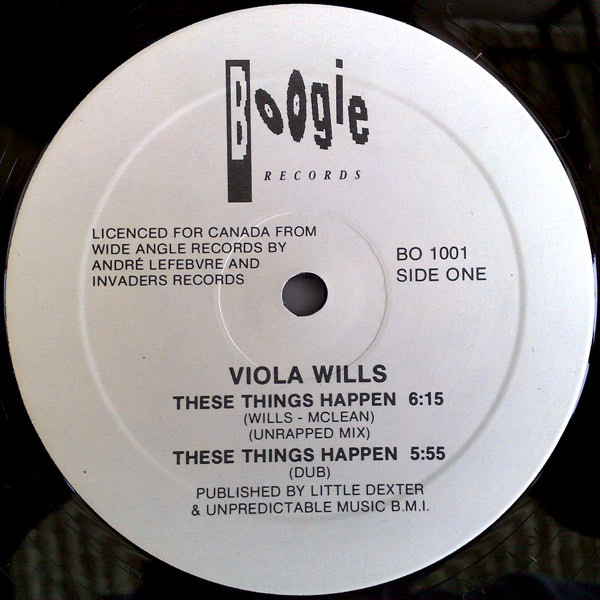 Boogie
RECORDS
LICENCED FOR CANADA FROM
WIDE ANGLE RECORDS BY
ANDRÉ LEFEBVRE AND
INVADERS RECORDS
BO 1001
SIDE ONE
VIOLA WILLS
THESE THINGS HAPPEN 6:15
(WILLS - MCLEAN)
(UNRAPPED MIX)
THESE THINGS HAPPEN 5:55
(DUB)
PUBLISHED BY LITTLE DEXTER
& UNPREDICTABLE MUSIC B.M.I.